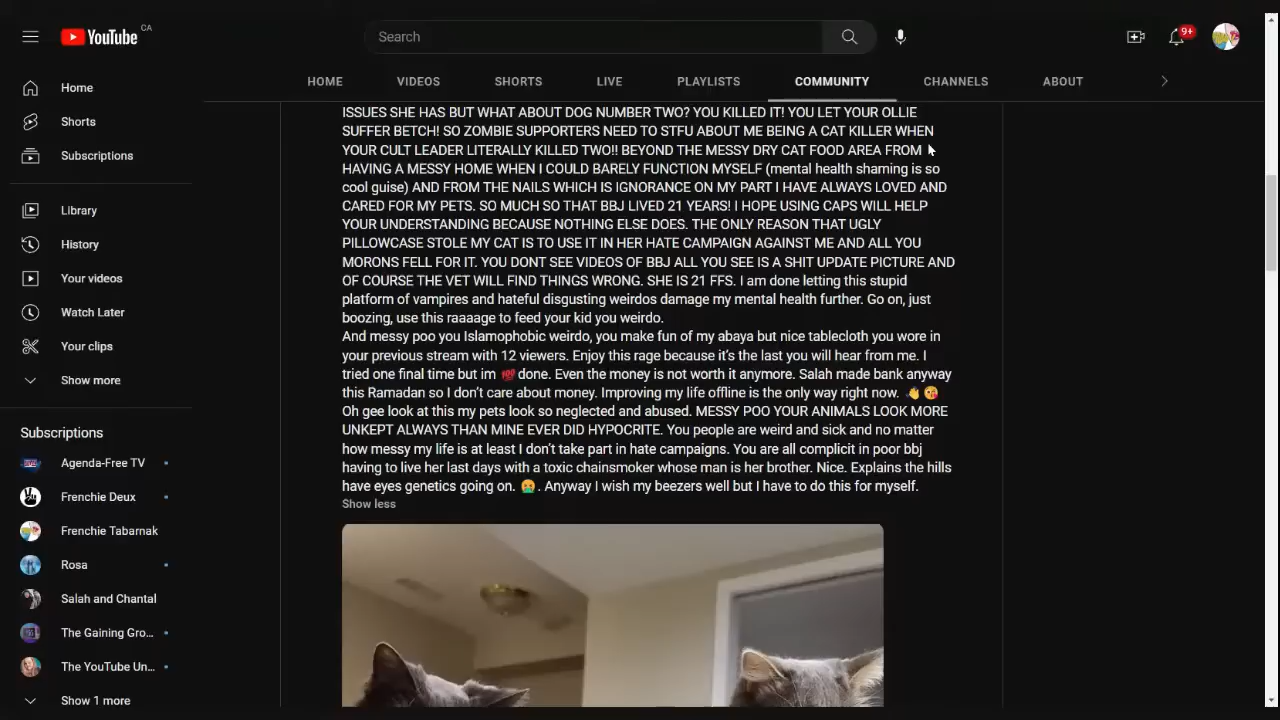 YouTube CA
Search
9+
HOME VIDEOS SHORTS LIVE PLAYLISTS COMMUNITY CHANNELS ABOUT
Home
Shorts
Subscriptions
Library
History
Your videos
Watch Later
Your clips
Show more
Subscriptions
Agenda-Free TV
Frenchie Deux
Frenchie Tabarnak
Rosa
Salah and Chantal
The Gaining Gro...
The YouTube Un...
Show 1 more
ISSUES SHE HAS BUT WHAT ABOUT DOG NUMBER TWO? YOU KILLED IT! YOU LET YOUR OLLIE
SUFFER BETCH! SO ZOMBIE SUPPORTERS NEED TO STFU ABOUT ME BEING A CAT KILLER WHEN
YOUR CULT LEADER LITERALLY KILLED TWO!! BEYOND THE MESSY DRY CAT FOOD AREA FROM
HAVING A MESSY HOME WHEN I COULD BARELY FUNCTION MYSELF (mental health shaming is so
cool guise) AND FROM THE NAILS WHICH IS IGNORANCE ON MY PART I HAVE ALWAYS LOVED AND
CARED FOR MY PETS. SO MUCH SO THAT BBJ LIVED 21 YEARS! I HOPE USING CAPS WILL HELP
YOUR UNDERSTANDING BECAUSE NOTHING ELSE DOES. THE ONLY REASON THAT UGLY
PILLOWCASE STOLE MY CAT IS TO USE IT IN HER HATE CAMPAIGN AGAINST ME AND ALL YOU
MORONS FELL FOR IT. YOU DONT SEE VIDEOS OF BBJ ALL YOU SEE IS A SHIT UPDATE PICTURE AND
OF COURSE THE VET WILL FIND THINGS WRONG. SHE IS 21 FFS. I am done letting this stupid
platform of vampires and hateful disgusting weirdos damage my mental health further. Go on, just
boozing, use this raaaage to feed your kid you weirdo.
And messy poo you Islamophobic weirdo, you make fun of my abaya but nice tablecloth you wore in
your previous stream with 12 viewers. Enjoy this rage because it's the last you will hear from me. I
tried one final time but im 💯 done. Even the money is not worth it anymore. Salah made bank anyway
this Ramadan so I don't care about money. Improving my life offline is the only way right now. 👋 😘
Oh gee look at this my pets look so neglected and abused. MESSY POO YOUR ANIMALS LOOK MORE
UNKEPT ALWAYS THAN MINE EVER DID HYPOCRITE. You people are weird and sick and no matter
how messy my life is at least I don't take part in hate campaigns. You are all complicit in poor bbj
having to live her last days with a toxic chainsmoker whose man is her brother. Nice. Explains the hills
have eyes genetics going on. 🤮. Anyway I wish my beezers well but I have to do this for myself.
Show less